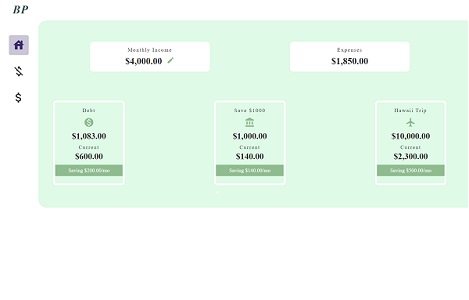 BP
Monthly Income
$4,000.00
Expenses
$1,850.00
Debt
$1,083.00
Current
$600.00
Saving $200.00/mo
Save $1000
$1,000.00
Current
$140.00
Saving $140.00/mo
Hawaii Trip
$10,000.00
Current
$2,300.00
Saving $300.00/mo